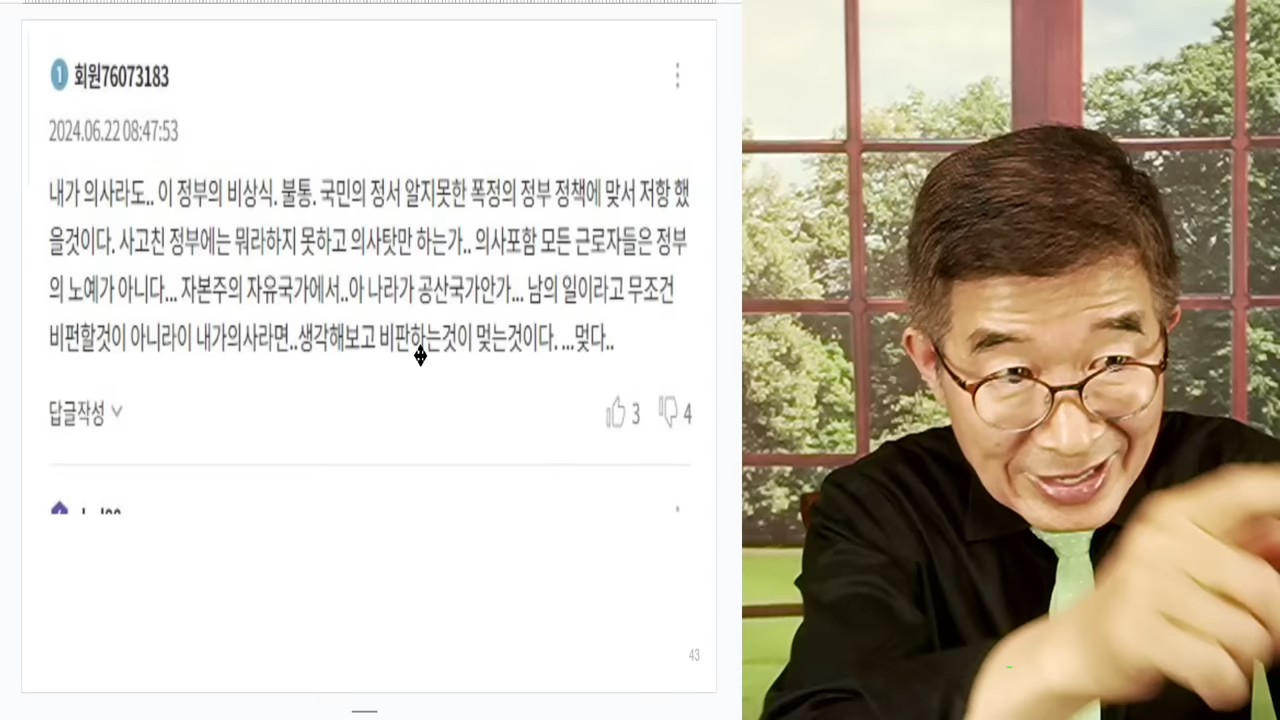 1 회원76073183
2024.06.22 08:47:53
내가 의사라도.. 이 정부의 비상식. 불통. 국민의 정서 알지못한 폭정의 정부 정책에 맞서 저항 했
을것이다. 사고친 정부에는 뭐라하지 못하고 의사탓만 하는가.. 의사포함 모든 근로자들은 정부
의 노예가 아니다... 자본주의 자유국가에서..아 나라가 공산국가안가... 남의 일이라고 무조건
비펀할것이 아니라이 내가의사라면..생각해보고 비판하는것이 멎는것이다. ...멎다..
답글작성
3 4
43